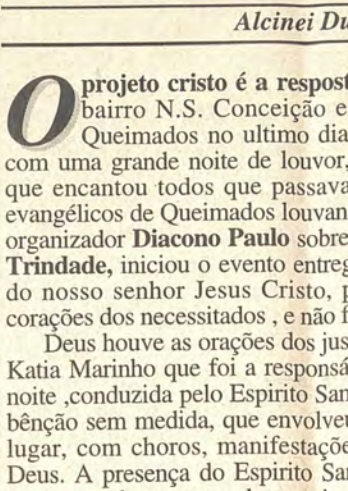 Alcinei Du
O projeto cristo é a respost
bairro N.S. Conceição e
Queimados no ultimo dia
com uma grande noite de louvor,
que encantou todos que passava
evangélicos de Queimados louvan
organizador Diacono Paulo sobre
Trindade, iniciou o evento entreg
do nosso senhor Jesus Cristo, p
corações dos necessitados , e não f
Deus houve as orações dos jus
Katia Marinho que foi a responsá
noite ,conduzida pelo Espirito San
bênção sem medida, que envolveu
lugar, com choros, manifestaçõe
Deus. A presença do Espirito San